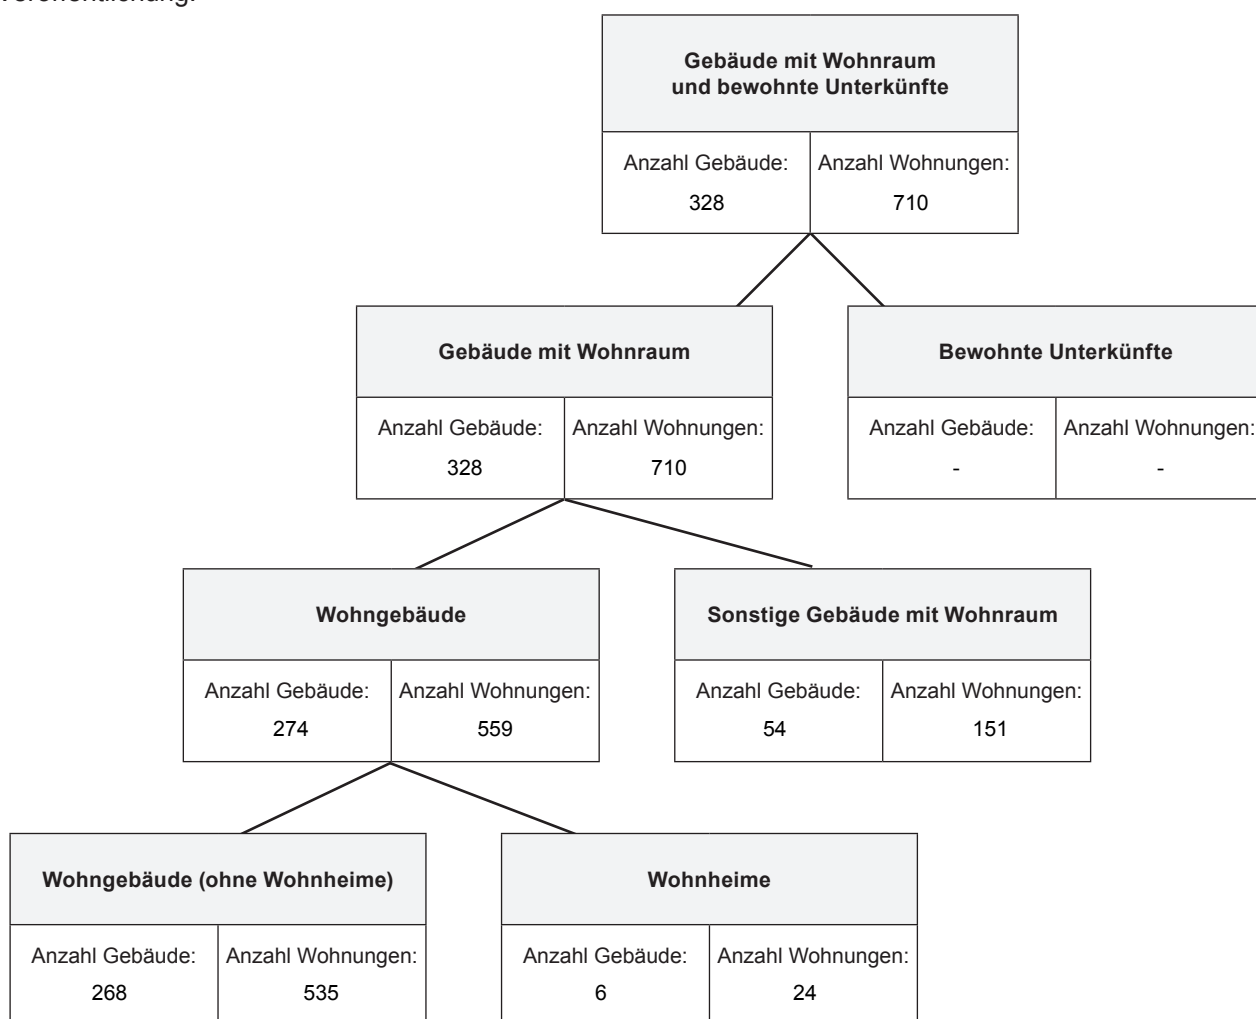 Veröffentlichung.
Gebäude mit Wohnraum
und bewohnte Unterkünfte
Anzahl Gebäude: Anzahl Wohnungen:
328 710
Gebäude mit Wohnraum
Anzahl Gebäude: Anzahl Wohnungen:
328 710
Bewohnte Unterkünfte
Anzahl Gebäude: Anzahl Wohnungen:
- -
Wohngebäude
Anzahl Gebäude: Anzahl Wohnungen:
274 559
Sonstige Gebäude mit Wohnraum
Anzahl Gebäude: Anzahl Wohnungen:
54 151
Wohngebäude (ohne Wohnheime)
Anzahl Gebäude: Anzahl Wohnungen:
268 535
Wohnheime
Anzahl Gebäude: Anzahl Wohnungen:
6 24